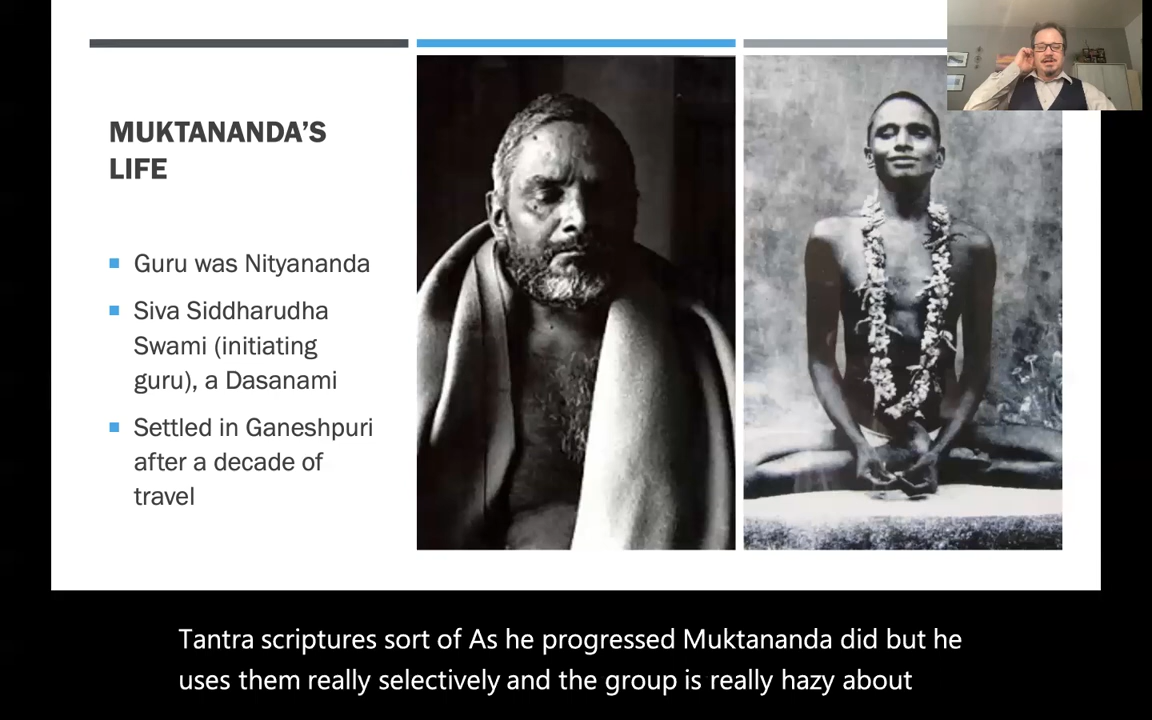 MUKTANANDA'S
LIFE
Guru was Nityananda
Siva Siddharudha
Swami (initiating
guru), a Dasanami
Settled in Ganeshpuri
after a decade of
travel
Tantra scriptures sort of As he progressed Muktananda did but he
uses them really selectively and the group is really hazy about